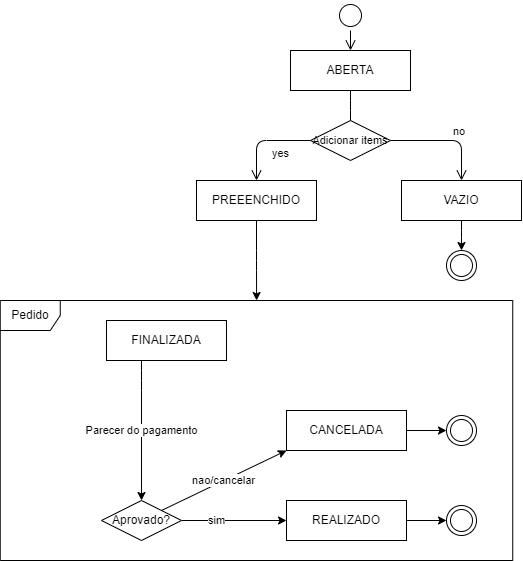 ABERTA
Adicionar items
yes
no
PREEENCHIDO
VAZIO
Pedido
FINALIZADA
Parecer do pagamento
CANCELADA
nao/cancelar
Aprovado?
sim
REALIZADO